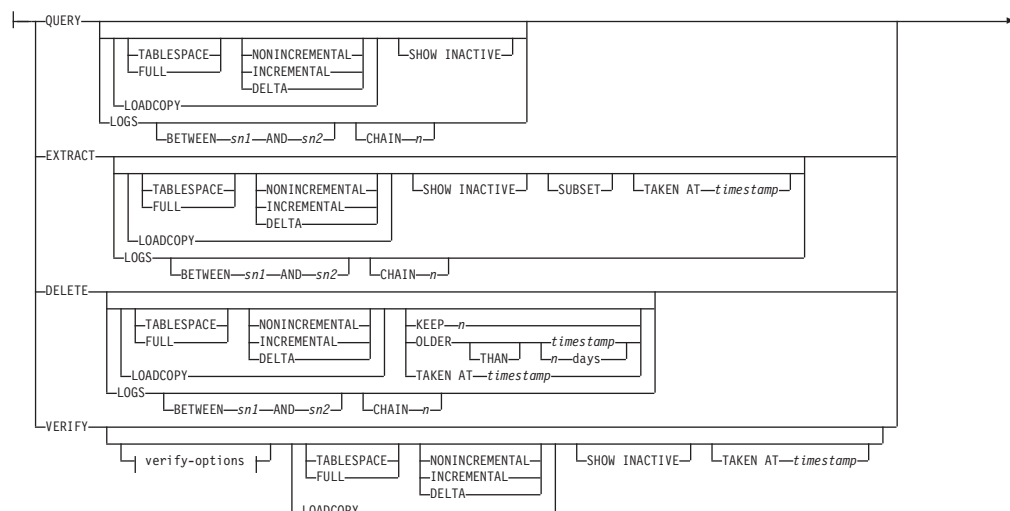 QUERY
TABLESPACE NONINCREMENTAL SHOW INACTIVE
FULL INCREMENTAL
DELTA
LOADCOPY
LOGS
BETWEEN sn1 AND sn2 CHAIN n
EXTRACT
TABLESPACE NONINCREMENTAL SHOW INACTIVE SUBSET TAKEN AT timestamp
FULL INCREMENTAL
DELTA
LOADCOPY
LOGS
BETWEEN sn1 AND sn2 CHAIN n
DELETE
TABLESPACE NONINCREMENTAL KEEP n
FULL INCREMENTAL OLDER timestamp
DELTA THAN n days
LOADCOPY TAKEN AT timestamp
LOGS
BETWEEN sn1 AND sn2 CHAIN n
VERIFY
verify-options TABLESPACE NONINCREMENTAL SHOW INACTIVE TAKEN AT timestamp
FULL INCREMENTAL
DELTA
LOADCOPY